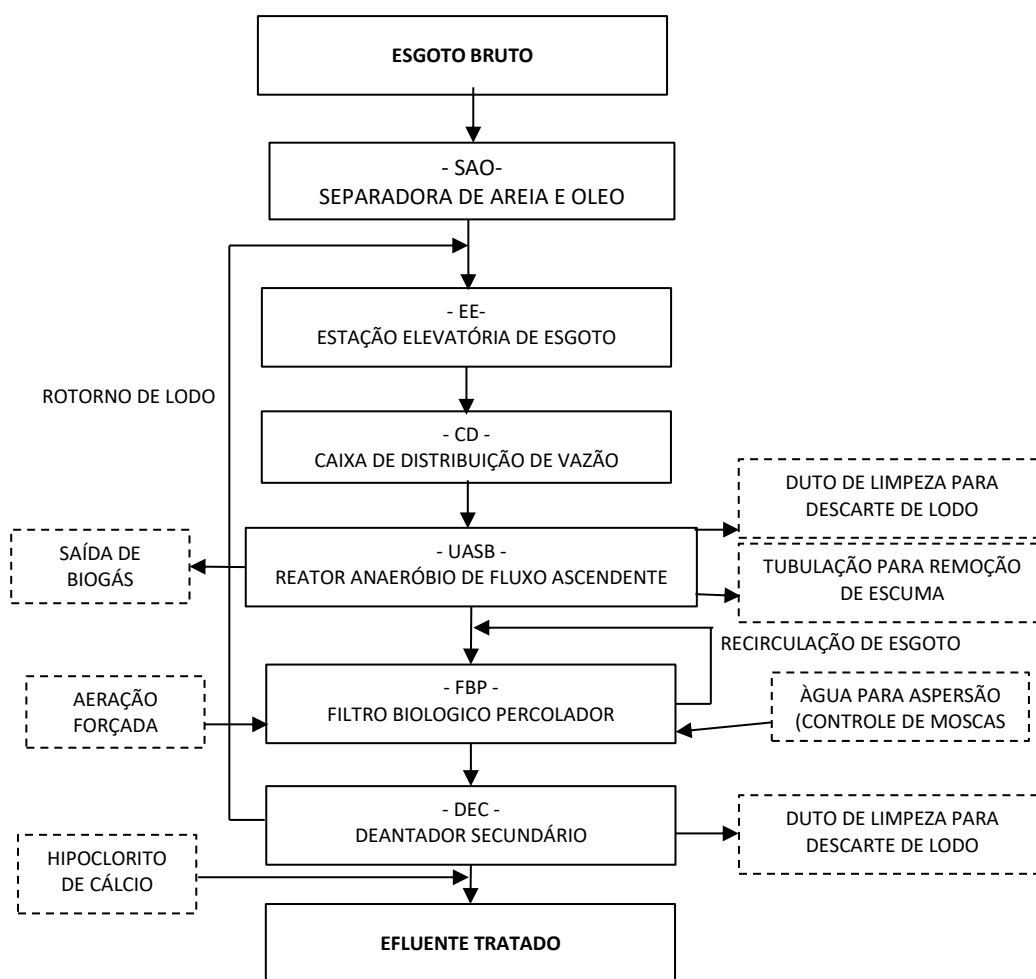 ESGOTO BRUTO
- SAO-
SEPARADORA DE AREIA E OLEO
- EE-
ESTAÇÃO ELEVATÓRIA DE ESGOTO
ROTORNO DE LODO
- CD -
CAIXA DE DISTRIBUIÇÃO DE VAZÃO
DUTO DE LIMPEZA PARA
DESCARTE DE LODO
SAÍDA DE
BIOGÁS
- UASB -
REATOR ANAERÓBIO DE FLUXO ASCENDENTE
TUBULAÇÃO PARA REMOÇÃO
DE ESCUMA
RECIRCULAÇÃO DE ESGOTO
AERAÇÃO
FORÇADA
- FBP -
FILTRO BIOLOGICO PERCOLADOR
ÀGUA PARA ASPERSÃO
(CONTROLE DE MOSCAS
- DEC -
DEANTADOR SECUNDÁRIO
DUTO DE LIMPEZA PARA
DESCARTE DE LODO
HIPOCLORITO
DE CÁLCIO
EFLUENTE TRATADO